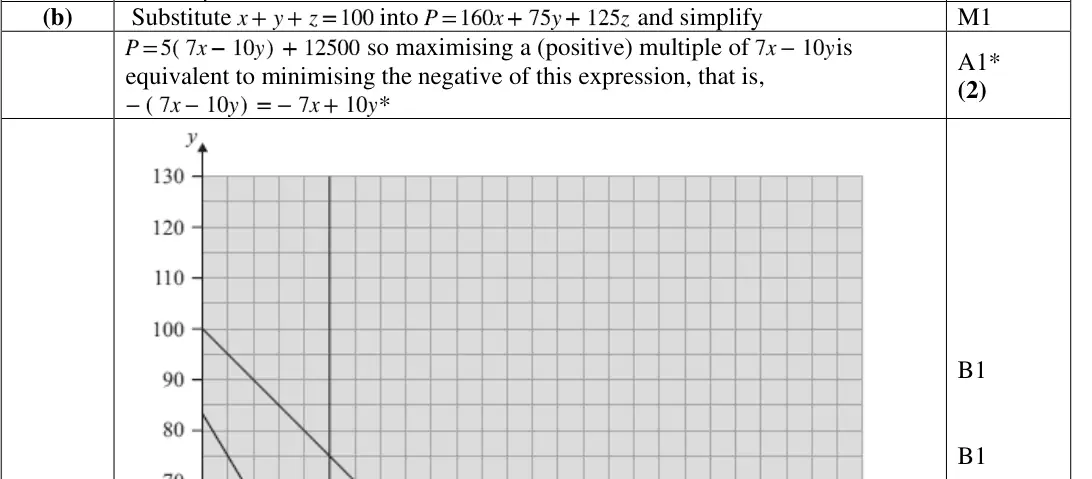 (b) Substitute x + y + z = 100 into P = 160x + 75y + 125z and simplify M1
P = 5( 7x − 10y) + 12500 so maximising a (positive) multiple of 7x − 10yis
equivalent to minimising the negative of this expression, that is,
− ( 7x − 10y) = − 7x + 10y*
A1*
(2)
y
130
120
110
100
90
B1
80
B1
70